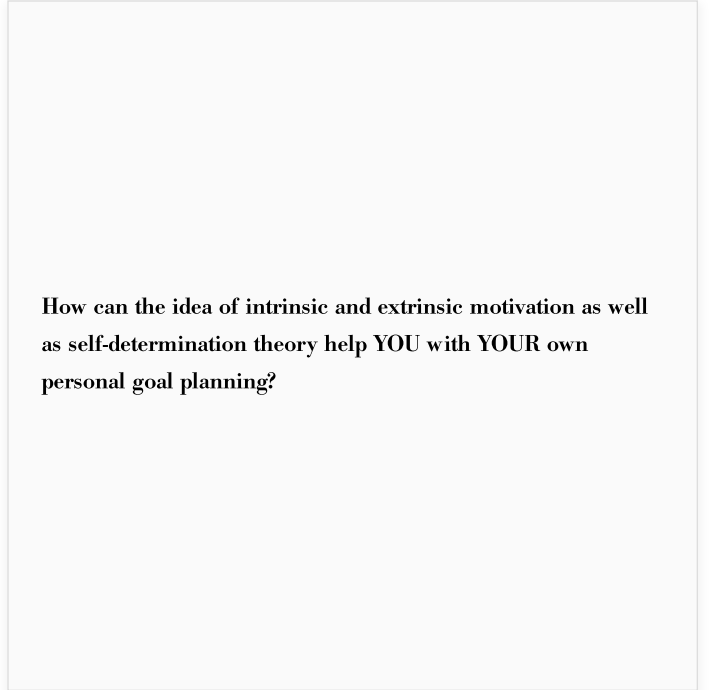 How can the idea of intrinsic and extrinsic motivation as well
as self-determination theory help YOU with YOUR own
personal goal planning?